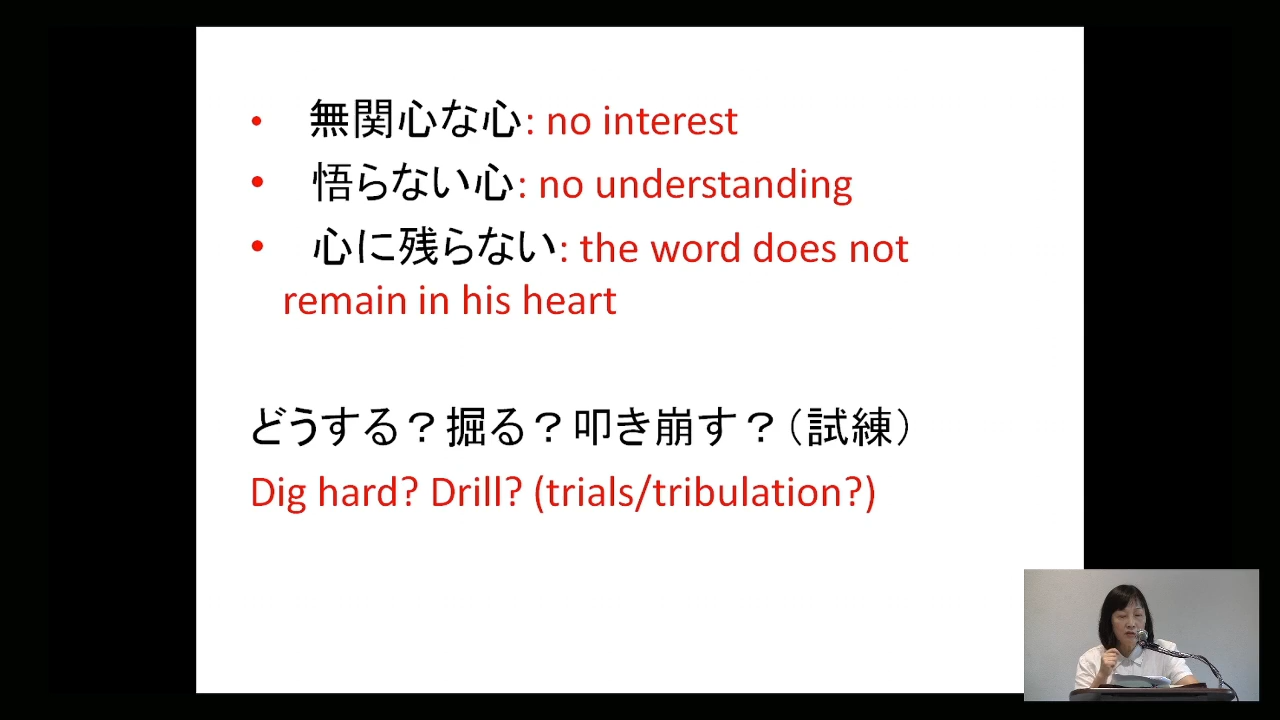 • 無関心な心: no interest
• 悟らない心: no understanding
• 心に残らない: the word does not
remain in his heart
どうする？掘る？叩き崩す？（試練）
Dig hard? Drill? (trials/tribulation?)